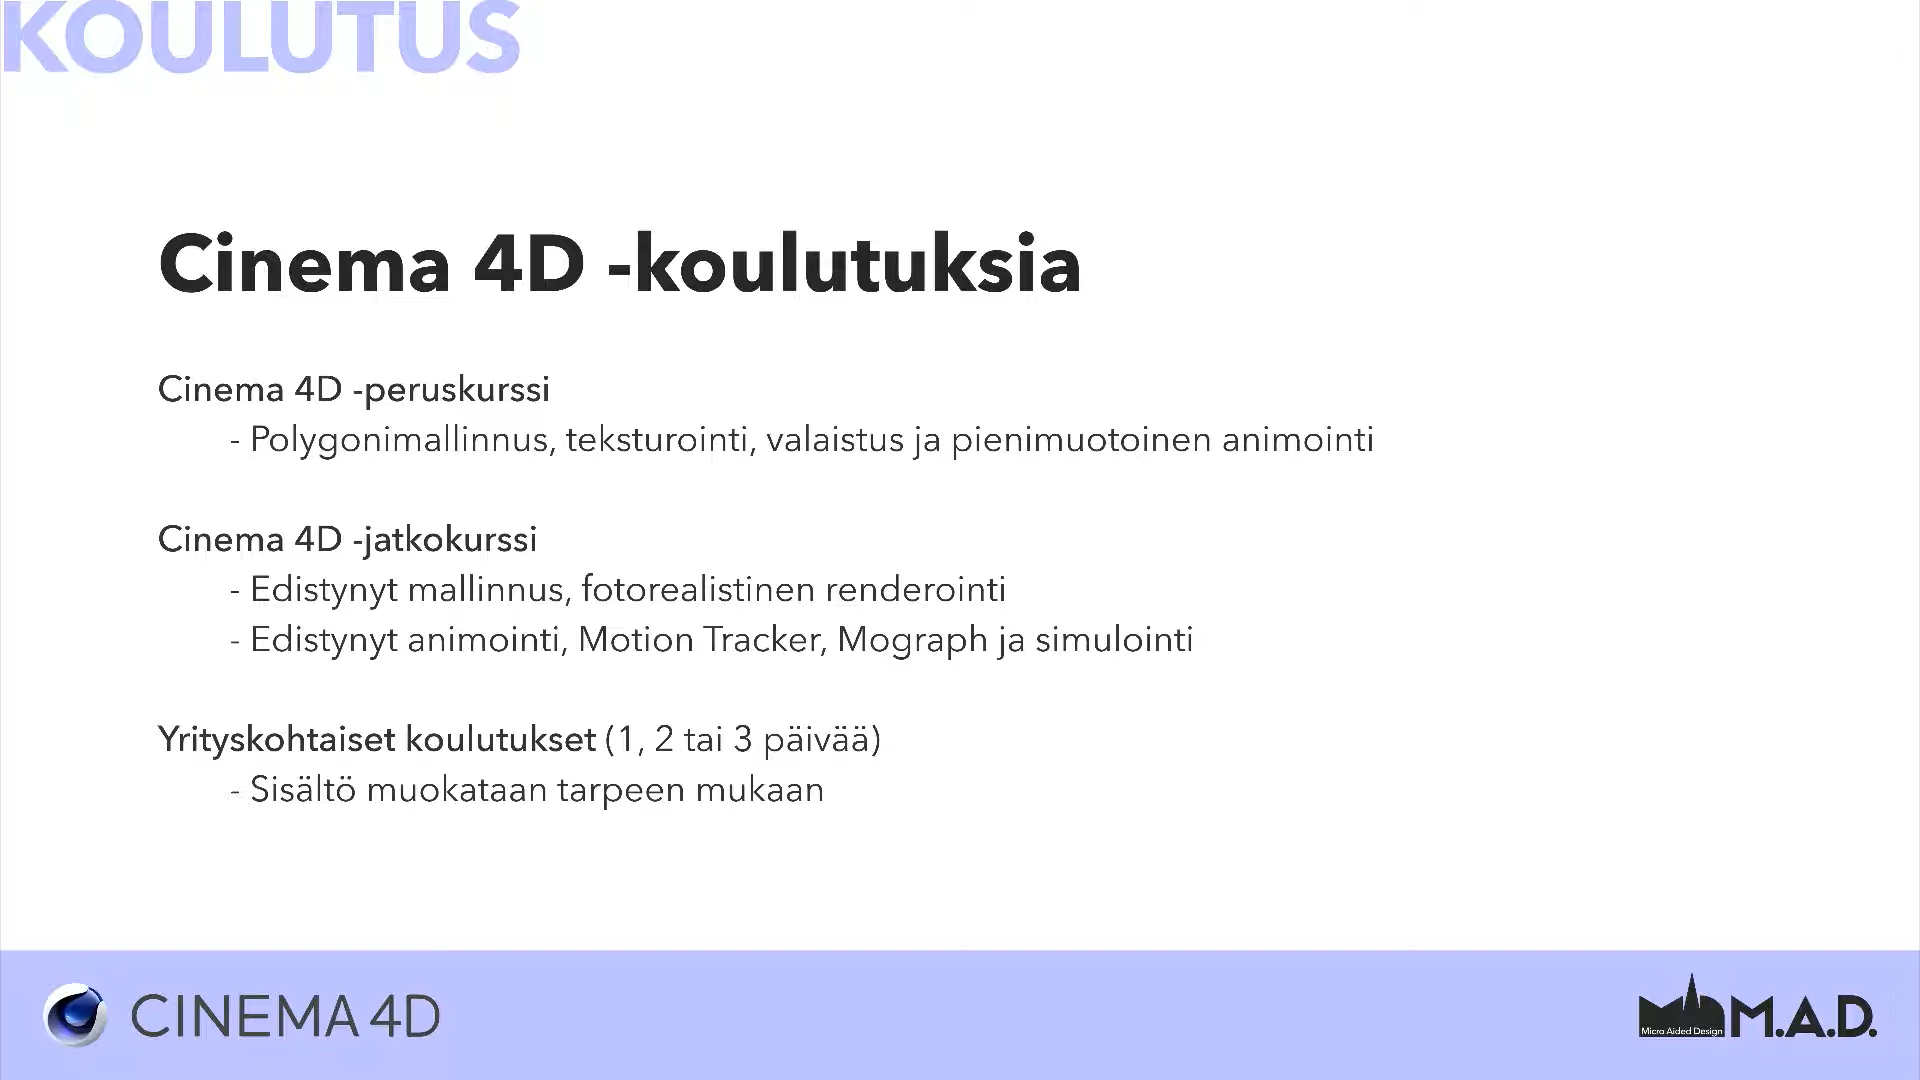 KOULUTUS
Cinema 4D -koulutuksia
Cinema 4D -peruskurssi
- Polygonimallinnus, teksturointi, valaistus ja pienimuotoinen animointi
Cinema 4D -jatkokurssi
- Edistynyt mallinnus, fotorealistinen renderointi
- Edistynyt animointi, Motion Tracker, Mograph ja simulointi
Yrityskohtaiset koulutukset (1, 2 tai 3 päivää)
- Sisältö muokataan tarpeen mukaan
CINEMA 4D
Micro Aided Design
M.A.D.